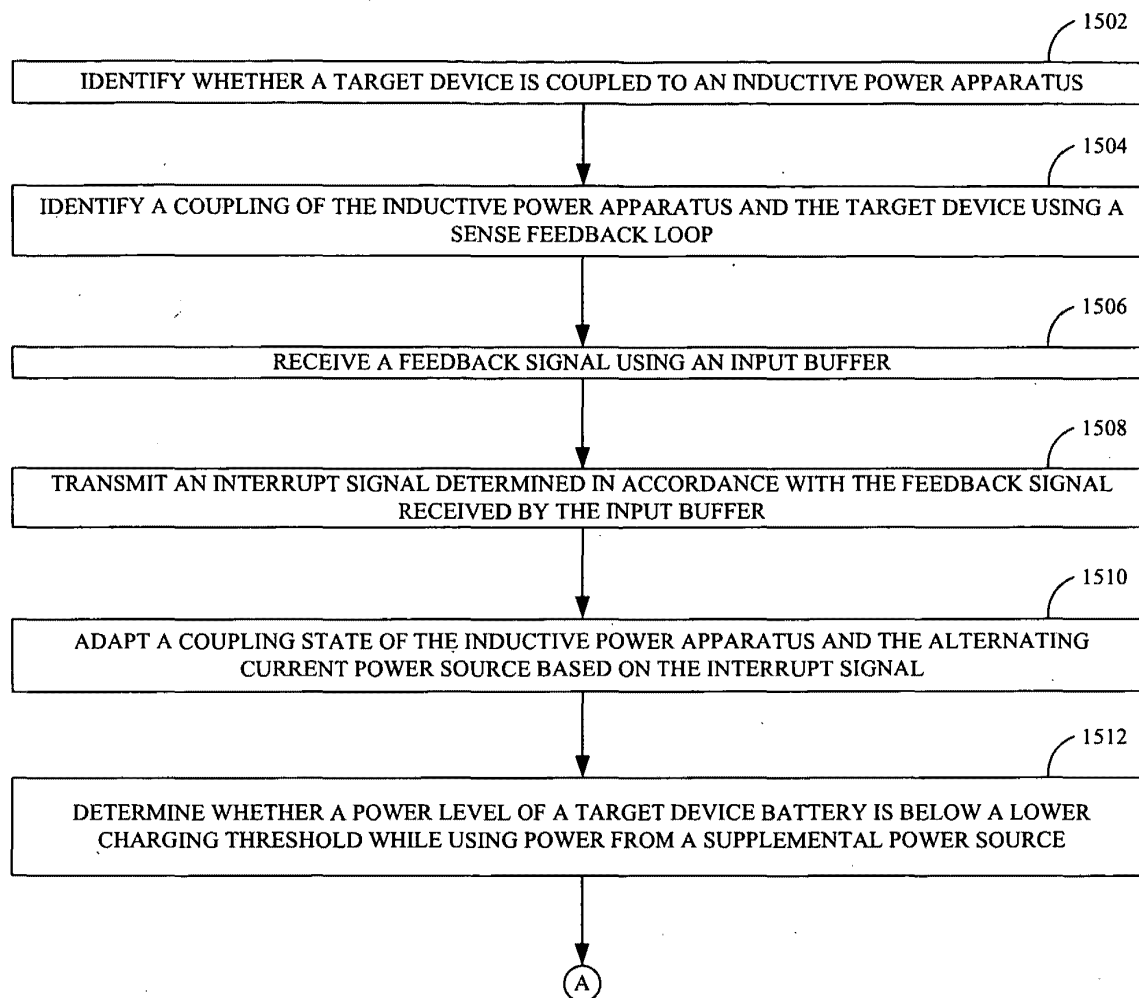 1502
IDENTIFY WHETHER A TARGET DEVICE IS COUPLED TO AN INDUCTIVE POWER APPARATUS
1504
IDENTIFY A COUPLING OF THE INDUCTIVE POWER APPARATUS AND THE TARGET DEVICE USING A
SENSE FEEDBACK LOOP
1506
RECEIVE A FEEDBACK SIGNAL USING AN INPUT BUFFER
1508
TRANSMIT AN INTERRUPT SIGNAL DETERMINED IN ACCORDANCE WITH THE FEEDBACK SIGNAL
RECEIVED BY THE INPUT BUFFER
1510
ADAPT A COUPLING STATE OF THE INDUCTIVE POWER APPARATUS AND THE ALTERNATING
CURRENT POWER SOURCE BASED ON THE INTERRUPT SIGNAL
1512
DETERMINE WHETHER A POWER LEVEL OF A TARGET DEVICE BATTERY IS BELOW A LOWER
CHARGING THRESHOLD WHILE USING POWER FROM A SUPPLEMENTAL POWER SOURCE
A